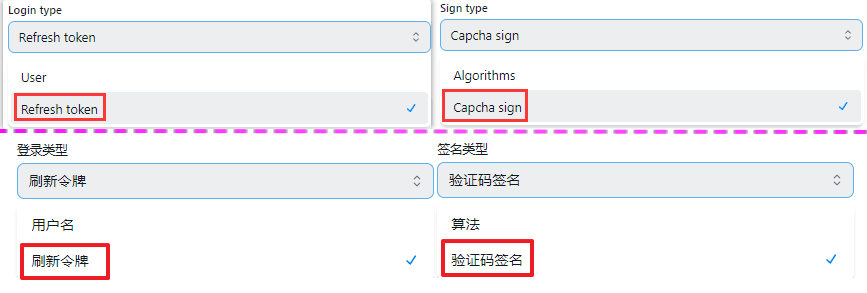 Login type
Refresh token
User
Refresh token
Sign type
Capcha sign
Algorithms
Capcha sign
登录类型
刷新令牌
用户名
刷新令牌
签名类型
验证码签名
算法
验证码签名